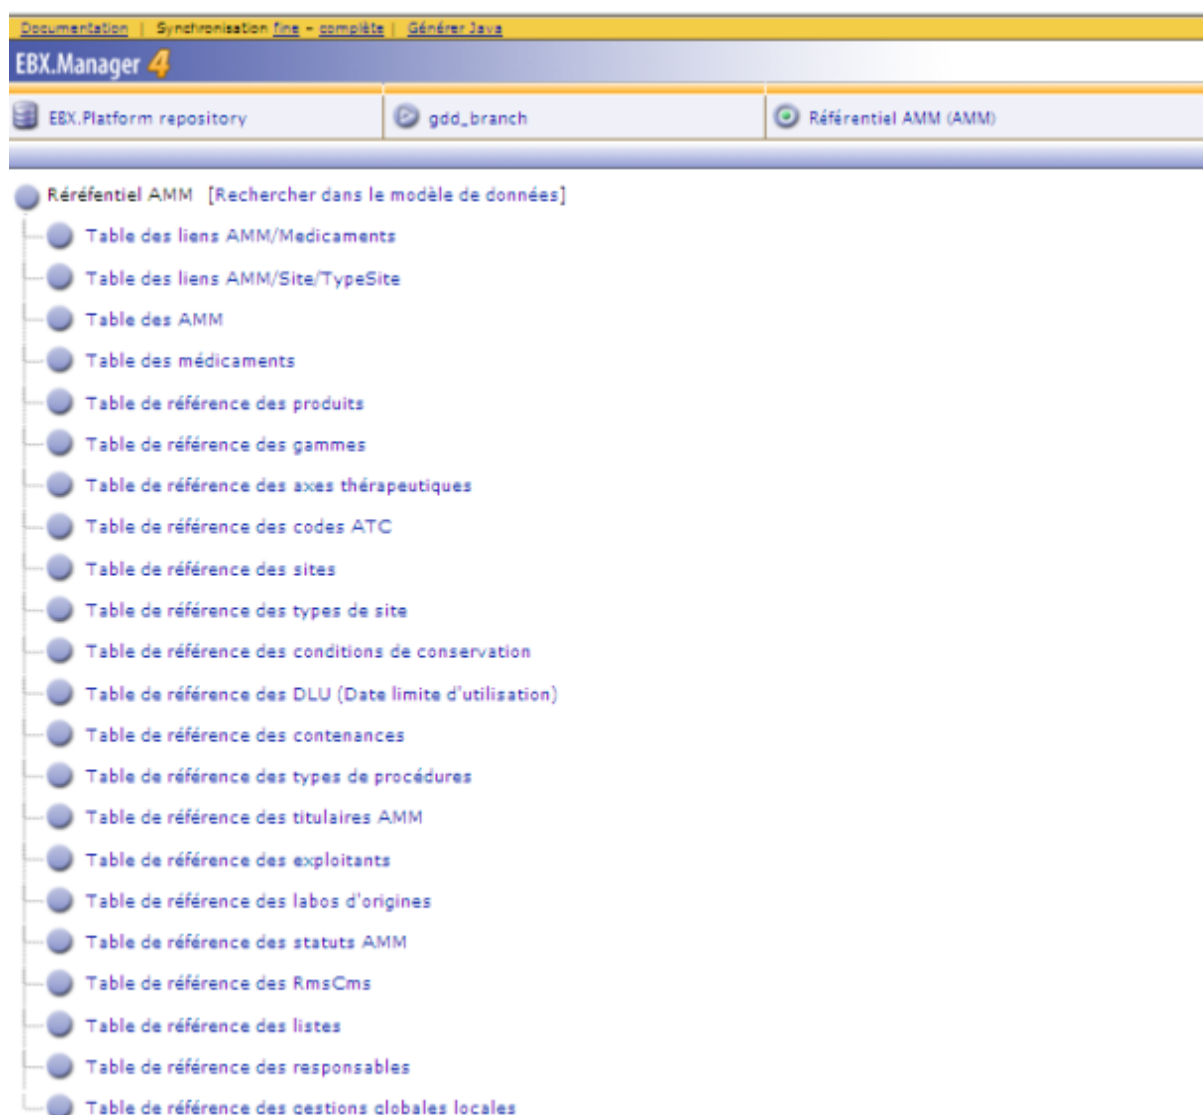 Documentation | Synchronisation fine - complète | Générer Java
EBX.Manager 4
EBX.Platform repository
gdd_branch
Référentiel AMM (AMM)
Réréfentiel AMM [Rechercher dans le modèle de données]
Table des liens AMM/Medicaments
Table des liens AMM/Site/TypeSite
Table des AMM
Table des médicaments
Table de référence des produits
Table de référence des gammes
Table de référence des axes thérapeutiques
Table de référence des codes ATC
Table de référence des sites
Table de référence des types de site
Table de référence des conditions de conservation
Table de référence des DLU (Date limite d'utilisation)
Table de référence des contenances
Table de référence des types de procédures
Table de référence des titulaires AMM
Table de référence des exploitants
Table de référence des labos d'origines
Table de référence des statuts AMM
Table de référence des RmsCms
Table de référence des listes
Table de référence des responsables
Table de référence des gestions globales locales